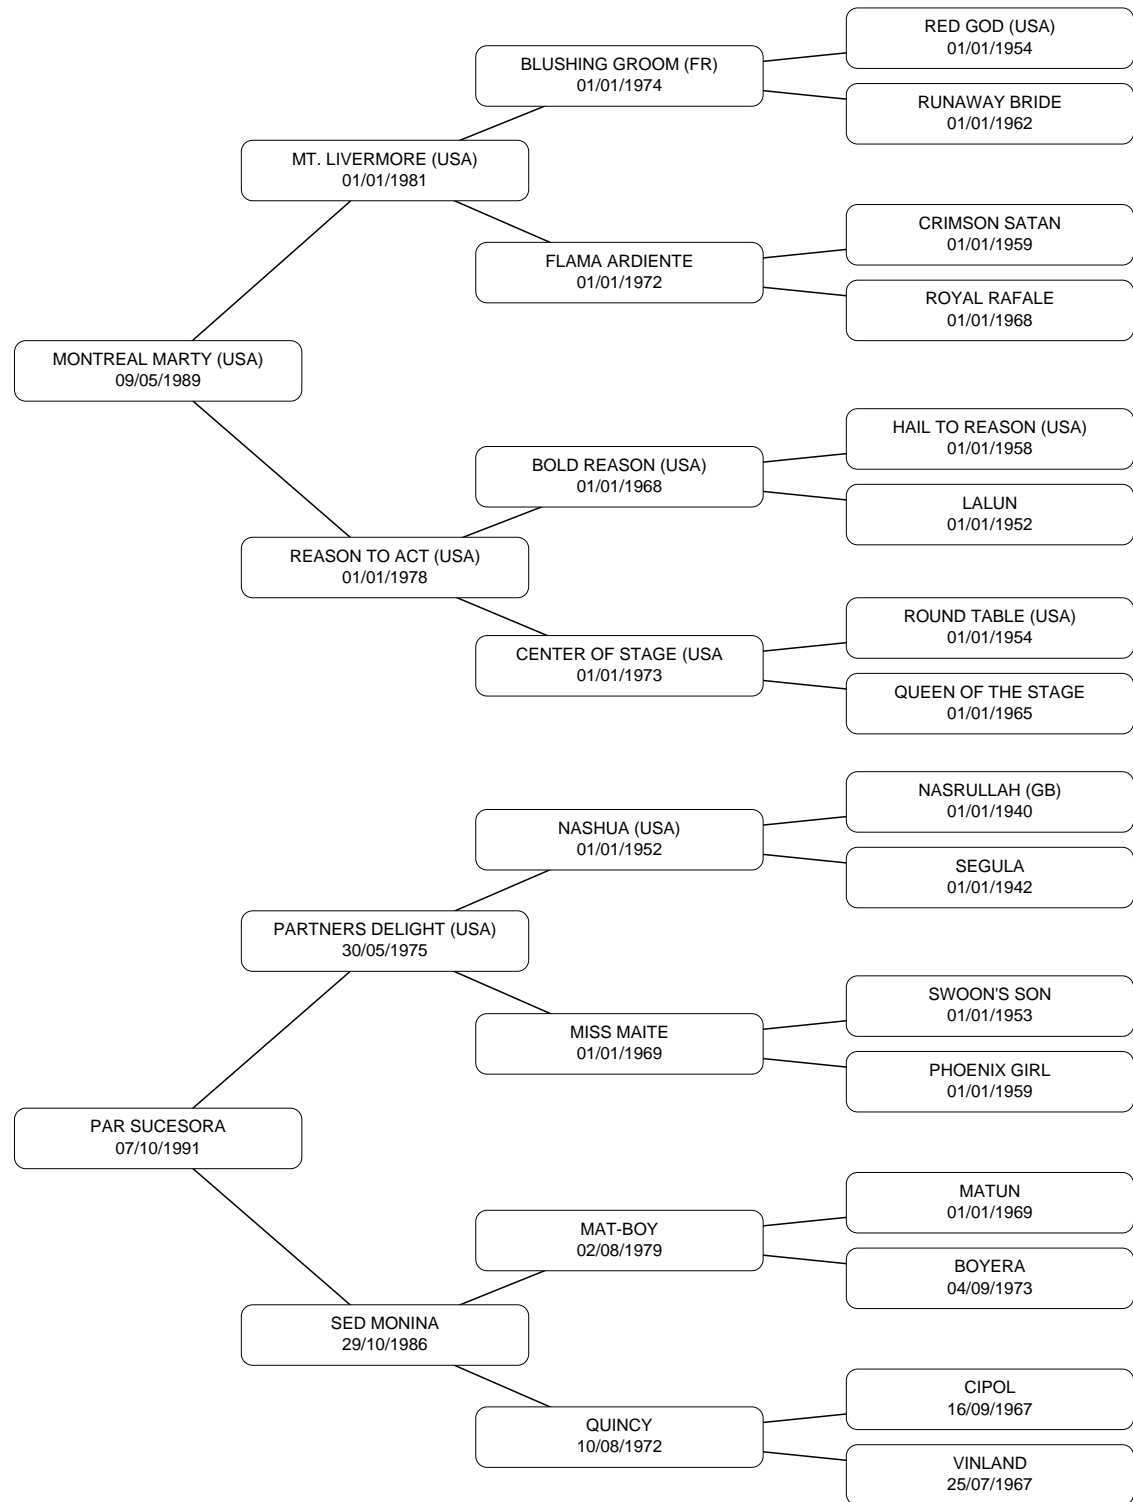 RED GOD (USA)
01/01/1954
BLUSHING GROOM (FR)
01/01/1974
RUNAWAY BRIDE
01/01/1962
MT. LIVERMORE (USA)
01/01/1981
CRIMSON SATAN
01/01/1959
FLAMA ARDIENTE
01/01/1972
ROYAL RAFALE
01/01/1968
MONTREAL MARTY (USA)
09/05/1989
HAIL TO REASON (USA)
01/01/1958
BOLD REASON (USA)
01/01/1968
LALUN
01/01/1952
REASON TO ACT (USA)
01/01/1978
ROUND TABLE (USA)
01/01/1954
CENTER OF STAGE (USA
01/01/1973
QUEEN OF THE STAGE
01/01/1965
NASRULLAH (GB)
01/01/1940
NASHUA (USA)
01/01/1952
SEGULA
01/01/1942
PARTNERS DELIGHT (USA)
30/05/1975
SWOON'S SON
01/01/1953
MISS MAITE
01/01/1969
PHOENIX GIRL
01/01/1959
PAR SUCESORA
07/10/1991
MATUN
01/01/1969
MAT-BOY
02/08/1979
BOYERA
04/09/1973
SED MONINA
29/10/1986
CIPOL
16/09/1967
QUINCY
10/08/1972
VINLAND
25/07/1967